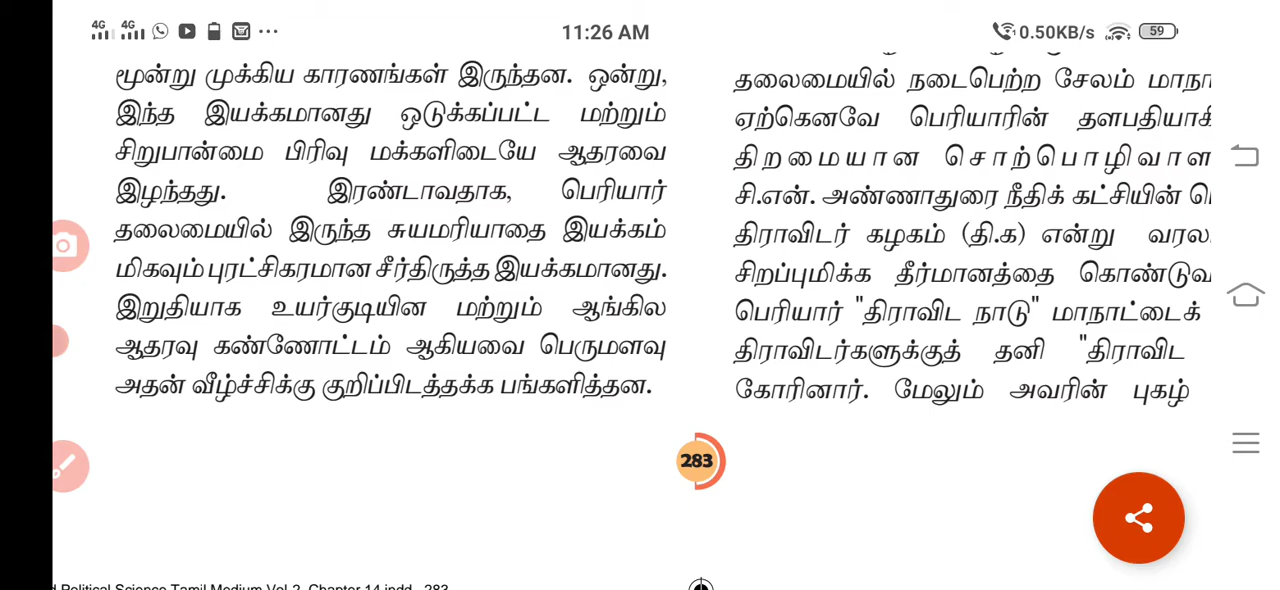 4G 4G 11:26 AM 0.50KB/s 59
மூன்று முக்கிய காரணங்கள் இருந்தன. ஒன்று,
இந்த இயக்கமானது ஒடுக்கப்பட்ட மற்றும்
சிறுபான்மை பிரிவு மக்களிடையே ஆதரவை
இழந்தது. இரண்டாவதாக, பெரியார்
தலைமையில் இருந்த சுயமரியாதை இயக்கம்
மிகவும் புரட்சிகரமான சீர்திருத்த இயக்கமானது.
இறுதியாக உயர்குடியின மற்றும் ஆங்கில
ஆதரவு கண்ணோட்டம் ஆகியவை பெருமளவு
அதன் வீழ்ச்சிக்கு குறிப்பிடத்தக்க பங்களித்தன.
தலைமையில் நடைபெற்ற சேலம் மாநா
ஏற்கெனவே பெரியாரின் தளபதியாகி
திறமையான சொற்பொழிவாள
சி.என். அண்ணாதுரை நீதிக் கட்சியின்
திராவிடர் கழகம் (தி.க) என்று வரல
சிறப்புமிக்க தீர்மானத்தை கொண்டுவ
பெரியார் "திராவிட நாடு" மாநாட்டைக்
திராவிடர்களுக்குத் தனி "திராவிட
கோரினார். மேலும் அவரின் புகழ்
283
Political Science Tamil Medium Vol 2_Chapter 14.indd 283